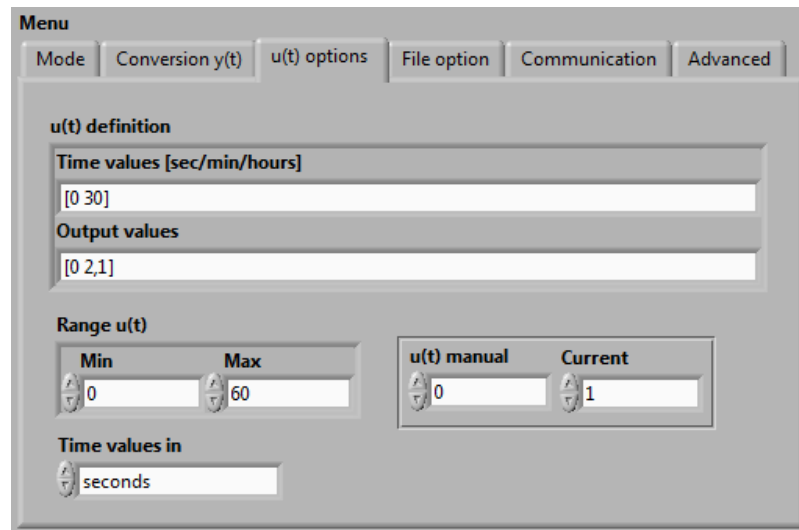 Menu
Mode Conversion y(t) u(t) options File option Communication Advanced
u(t) definition
Time values [sec/min/hours]
[0 30]
Output values
[0 2,1]
Range u(t)
Min Max
0 60
u(t) manual Current
0 1
Time values in
seconds